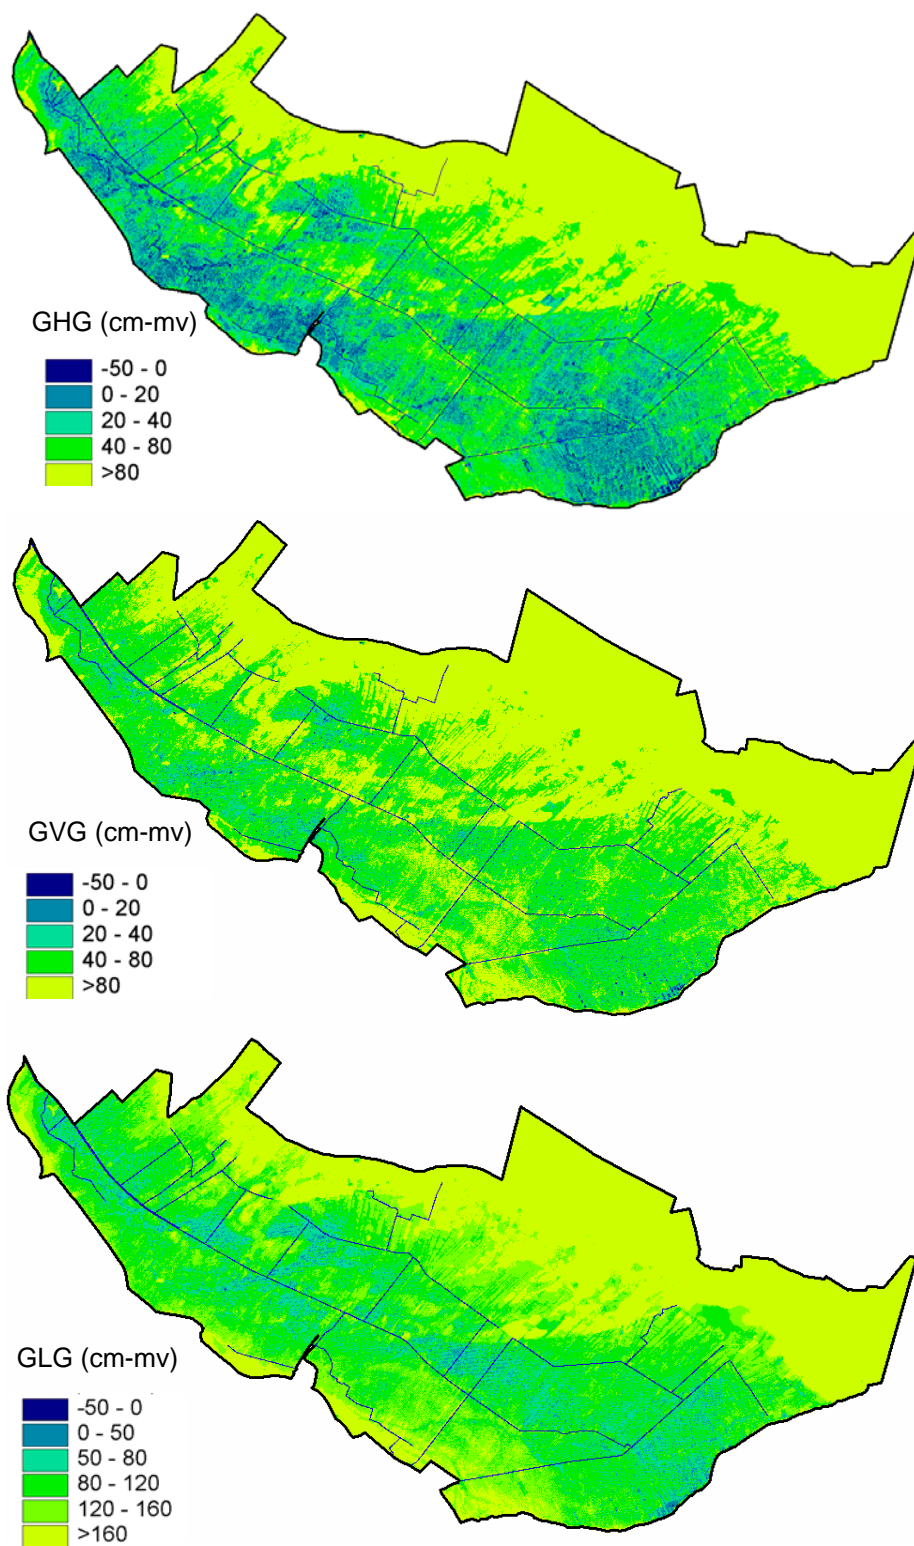 GHG (cm-mv)
-50 - 0
0 - 20
20 - 40
40 - 80
>80
GVG (cm-mv)
-50 - 0
0 - 20
20 - 40
40 - 80
>80
GLG (cm-mv)
-50 - 0
0 - 50
50 - 80
80 - 120
120 - 160
>160